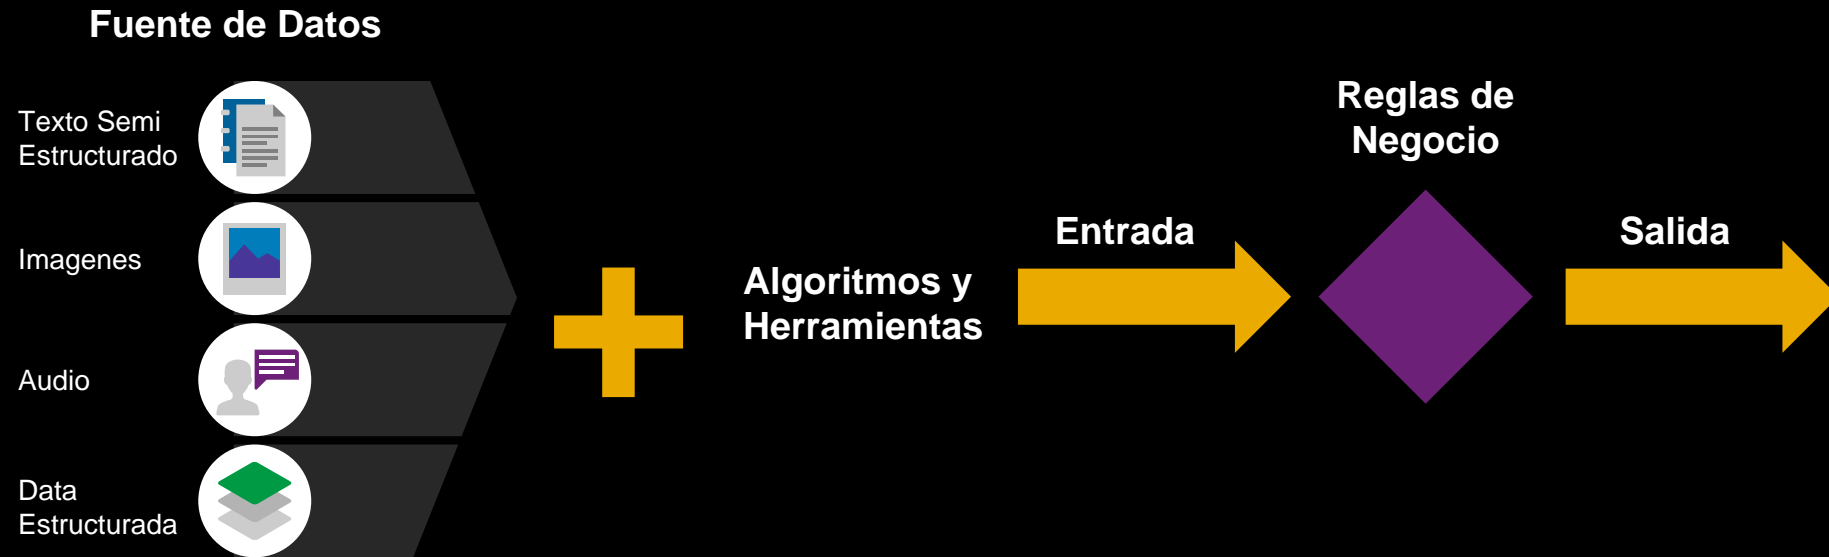 Fuente de Datos
Texto Semi
Estructurado
Imagenes
Audio
Data
Estructurada
Algoritmos y
Herramientas
Entrada
Reglas de
Negocio
Salida